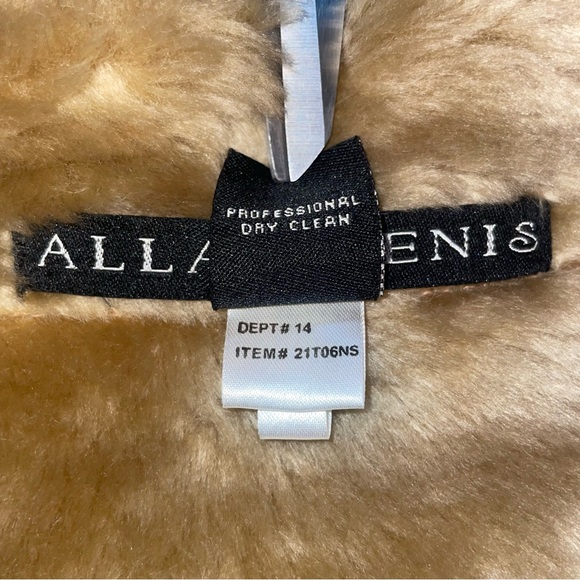 ALLA ENIS
PROFESSIONAL
DRY CLEAN
DEPT# 14
ITEM# 21T06NS